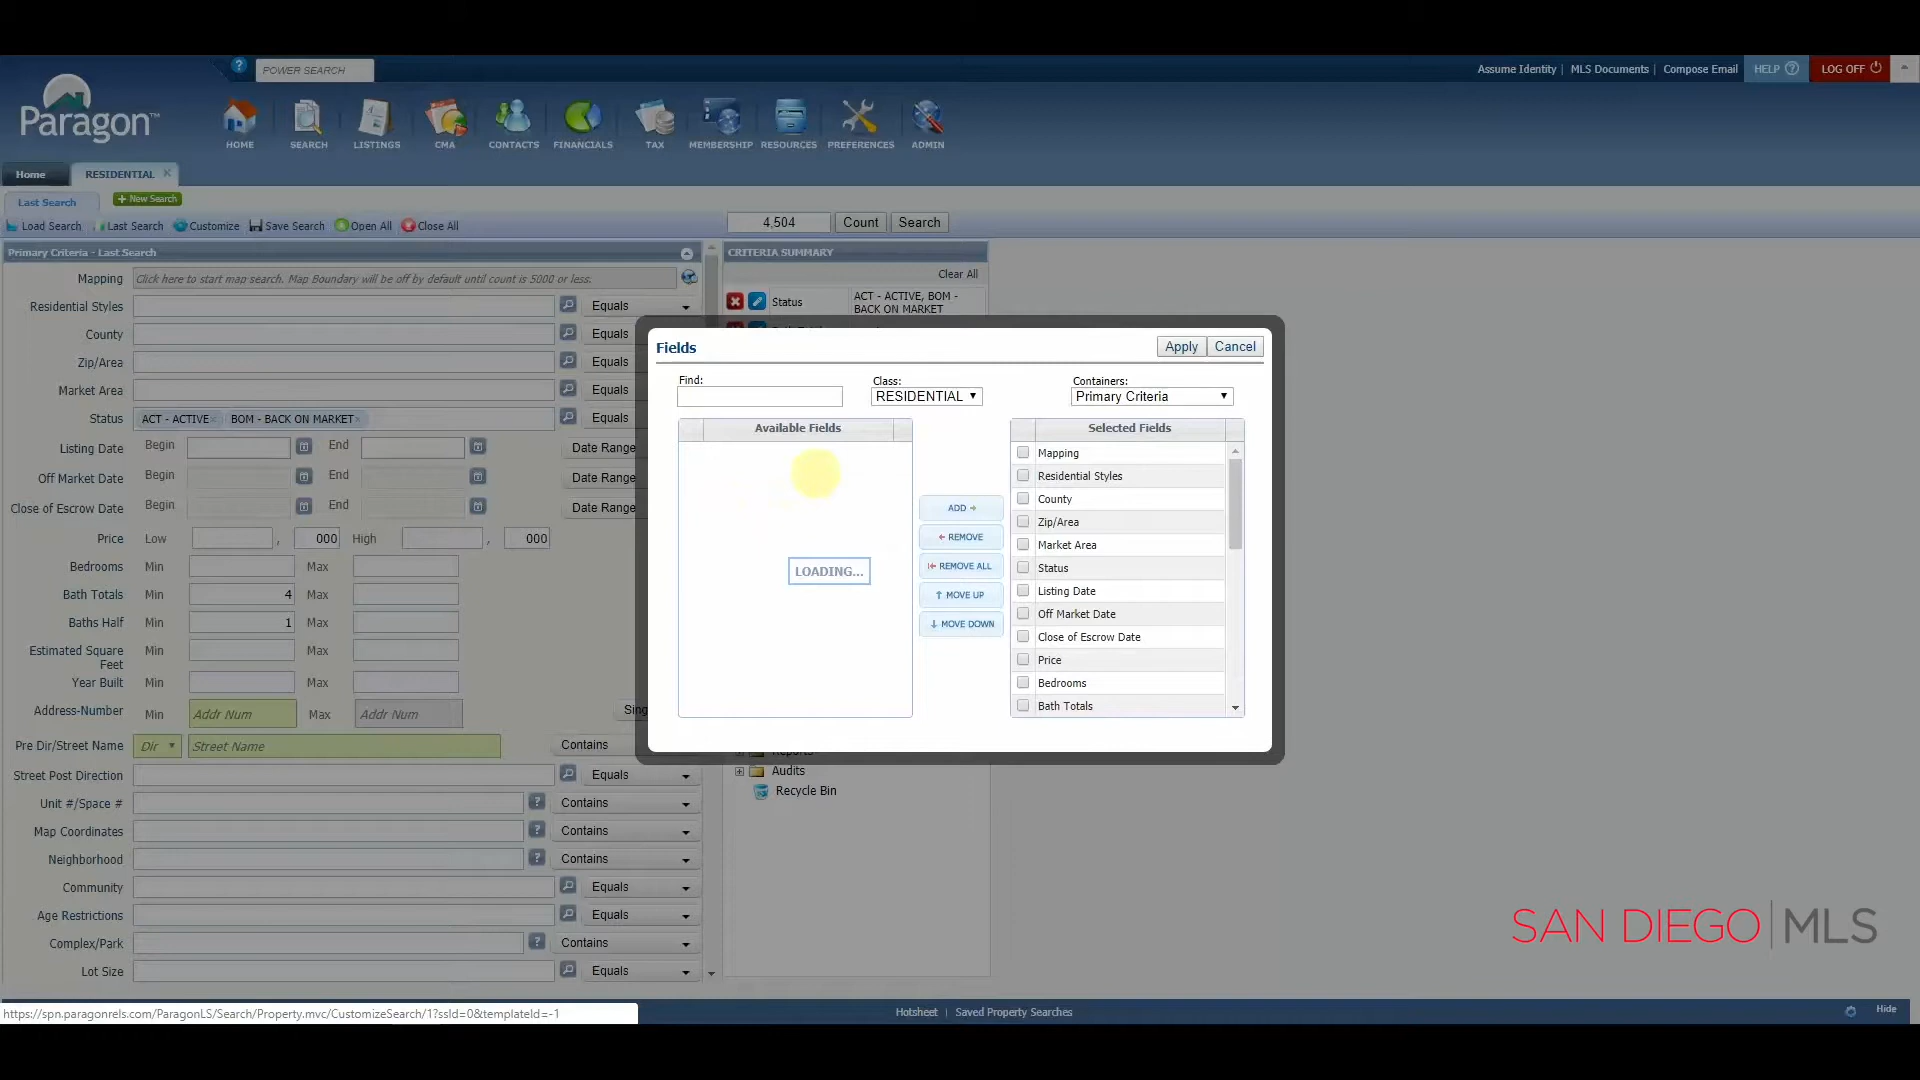 POWER SEARCH
Assume Identity | MLS Documents | Compose Email HELP ? LOG OFF
Paragon™
HOME SEARCH LISTINGS CMA CONTACTS FINANCIALS TAX MEMBERSHIP RESOURCES PREFERENCES ADMIN
Home RESIDENTIAL
Last Search + New Search
Load Search Last Search Customize Save Search Open All Close All
4,504 Count Search
Primary Criteria - Last Search
CRITERIA SUMMARY
Clear All
Status ACT - ACTIVE, BOM -
BACK ON MARKET
Mapping Click here to start map search. Map Boundary will be off by default until count is 5000 or less.
Residential Styles Equals
County Equals
Zip/Area Equals
Market Area Equals
Status ACT - ACTIVE× BOM - BACK ON MARKET× Equals
Listing Date Begin End Date Range
Off Market Date Begin End Date Range
Close of Escrow Date Begin End Date Range
Price Low , 000 High , 000
Bedrooms Min Max
Bath Totals Min 4 Max
Baths Half Min 1 Max
Estimated Square
Feet Min Max
Year Built Min Max
Address-Number Min Addr Num Max Addr Num
Pre Dir/Street Name Dir Street Name Contains
Street Post Direction Equals
Unit #/Space # ? Contains
Map Coordinates ? Contains
Neighborhood ? Contains
Community Equals
Age Restrictions Equals
Complex/Park ? Contains
Lot Size Equals
Fields Apply Cancel
Find: Class: Containers:
RESIDENTIAL Primary Criteria
Available Fields
LOADING...
ADD
REMOVE
REMOVE ALL
MOVE UP
MOVE DOWN
Selected Fields
Mapping
Residential Styles
County
Zip/Area
Market Area
Status
Listing Date
Off Market Date
Close of Escrow Date
Price
Bedrooms
Bath Totals
Audits
Recycle Bin
SAN DIEGO | MLS
https://spn.paragonrels.com/ParagonLS/Search/Property.mvc/CustomizeSearch/1?ssId=0&templateId=-1
Hotsheet | Saved Property Searches
Hide